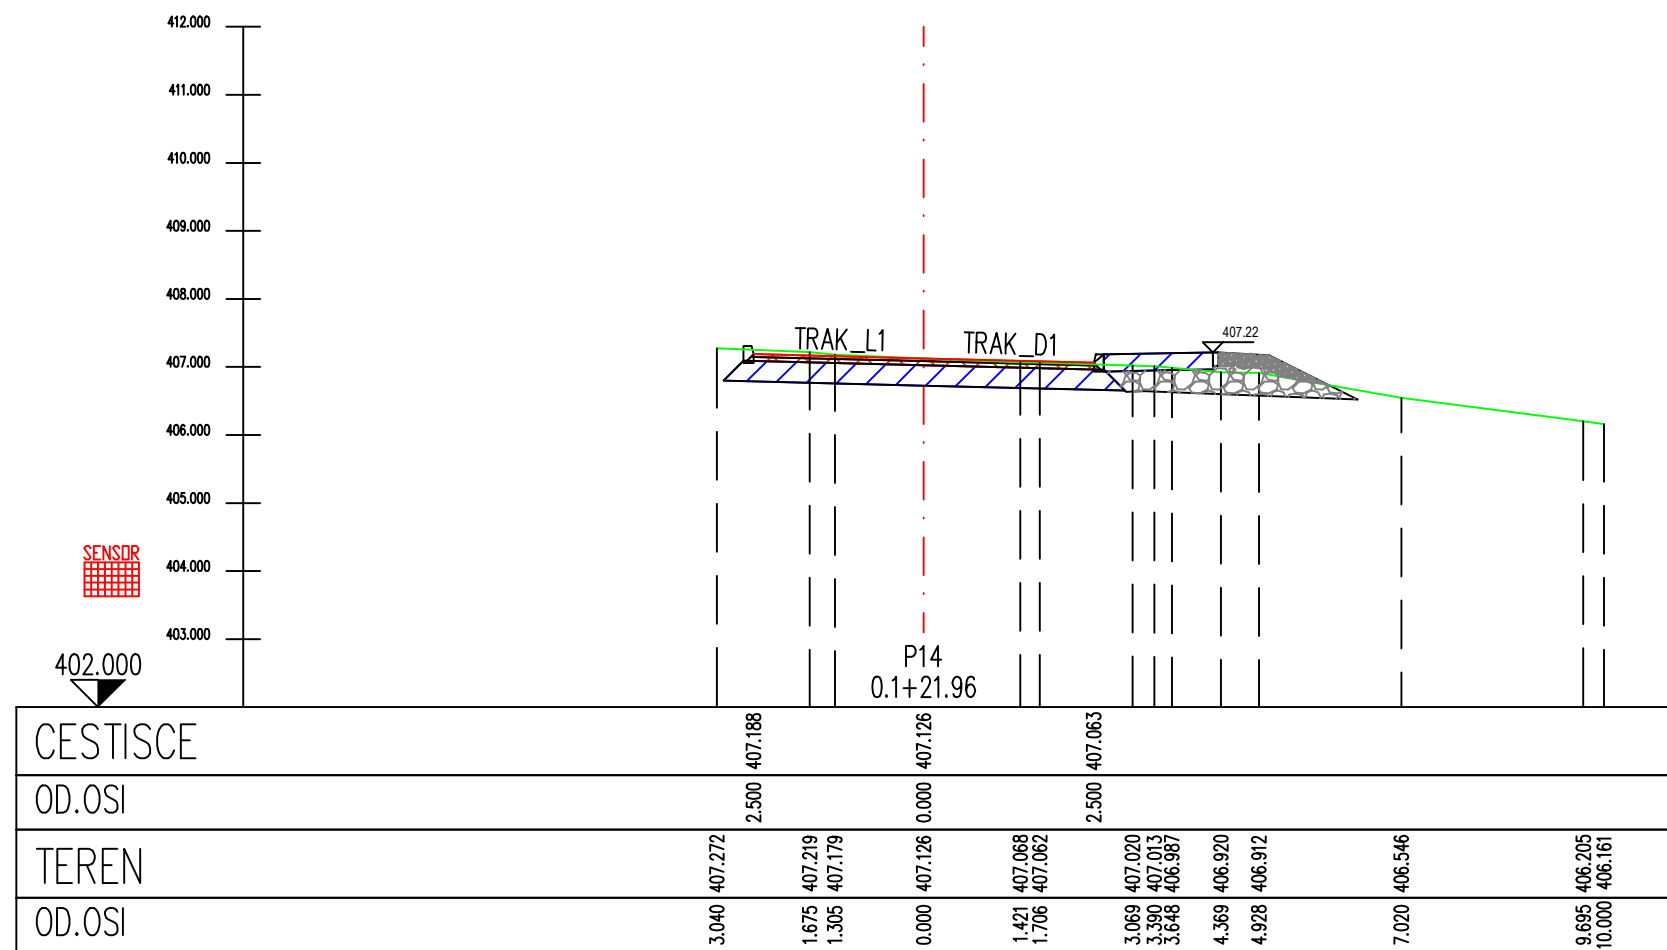 412.000
411.000
410.000
409.000
408.000
407.000
406.000
405.000
404.000
403.000
SENSOR
402.000
TRAK_L1
TRAK_D1
407.22
P14
0.1+21.96
CESTISCE 407.188 407.126 407.063
OD.OSI 2.500 0.000 2.500
TEREN 407.272 407.219 407.179 407.126 407.068 407.062 407.020 407.013 406.987 406.920 406.912 406.546 406.205 406.161
OD.OSI 3.040 1.675 1.305 0.000 1.421 1.706 3.069 3.390 3.648 4.369 4.928 7.020 9.695 10.000